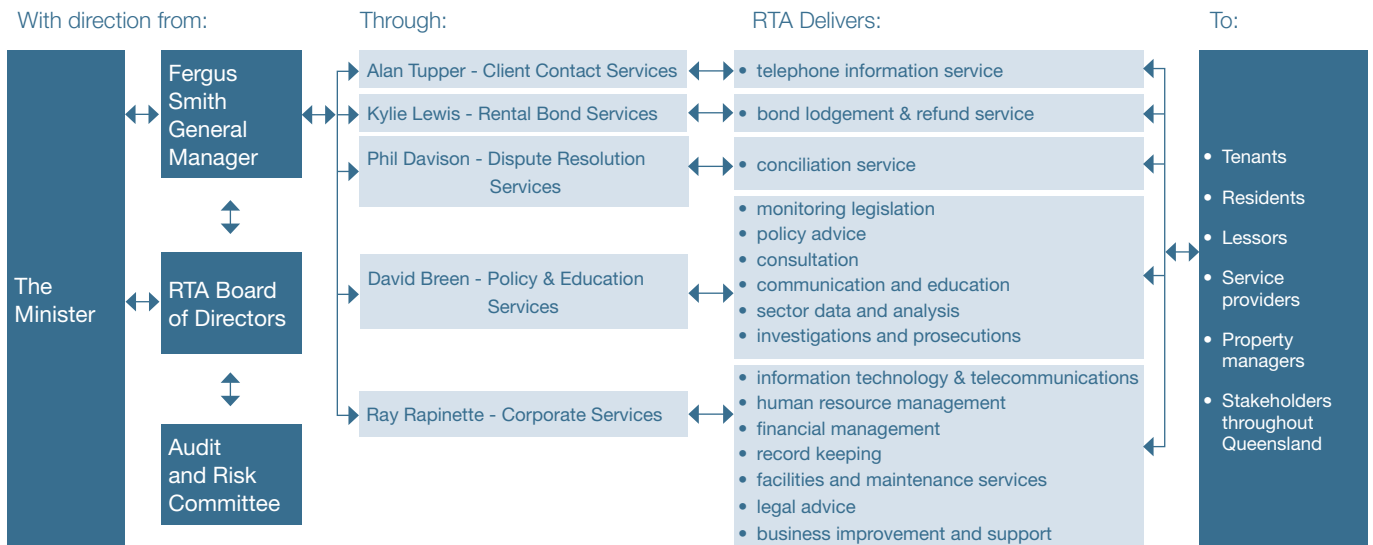 With direction from:
Through:
RTA Delivers:
To:
The
Minister
Fergus
Smith
General
Manager
RTA Board
of Directors
Audit
and Risk
Committee
Alan Tupper - Client Contact Services
Kylie Lewis - Rental Bond Services
Phil Davison - Dispute Resolution
Services
David Breen - Policy & Education
Services
Ray Rapinette - Corporate Services
• telephone information service
• bond lodgement & refund service
• conciliation service
• monitoring legislation
• policy advice
• consultation
• communication and education
• sector data and analysis
• investigations and prosecutions
• information technology & telecommunications
• human resource management
• financial management
• record keeping
• facilities and maintenance services
• legal advice
• business improvement and support
• Tenants
• Residents
• Lessors
• Service
providers
• Property
managers
• Stakeholders
throughout
Queensland